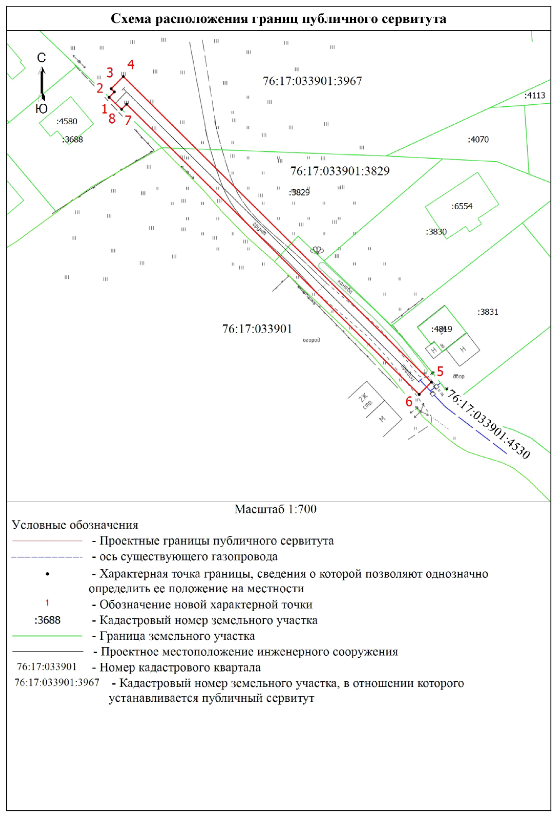 Схема расположения границ публичного сервитута
С
Ю
3
4
2
1
8
7
76:17:033901:3967
:4113
:4580
:3688
:4070
76:17:033901:3829
:3829
:6554
:3830
:3831
76:17:033901
огород
:4819
Н
Н
5
двор
6
2Ж
стр.
М
76:17:033901:4530
Масштаб 1:700
Условные обозначения
- Проектные границы публичного сервитута
- ось существующего газопровода
- Характерная точка границы, сведения о которой позволяют однозначно
определить ее положение на местности
1 - Обозначение новой характерной точки
:3688 - Кадастровый номер земельного участка
- Граница земельного участка
- Проектное местоположение инженерного сооружения
76:17:033901 - Номер кадастрового квартала
76:17:033901:3967 - Кадастровый номер земельного участка, в отношении которого
устанавливается публичный сервитут